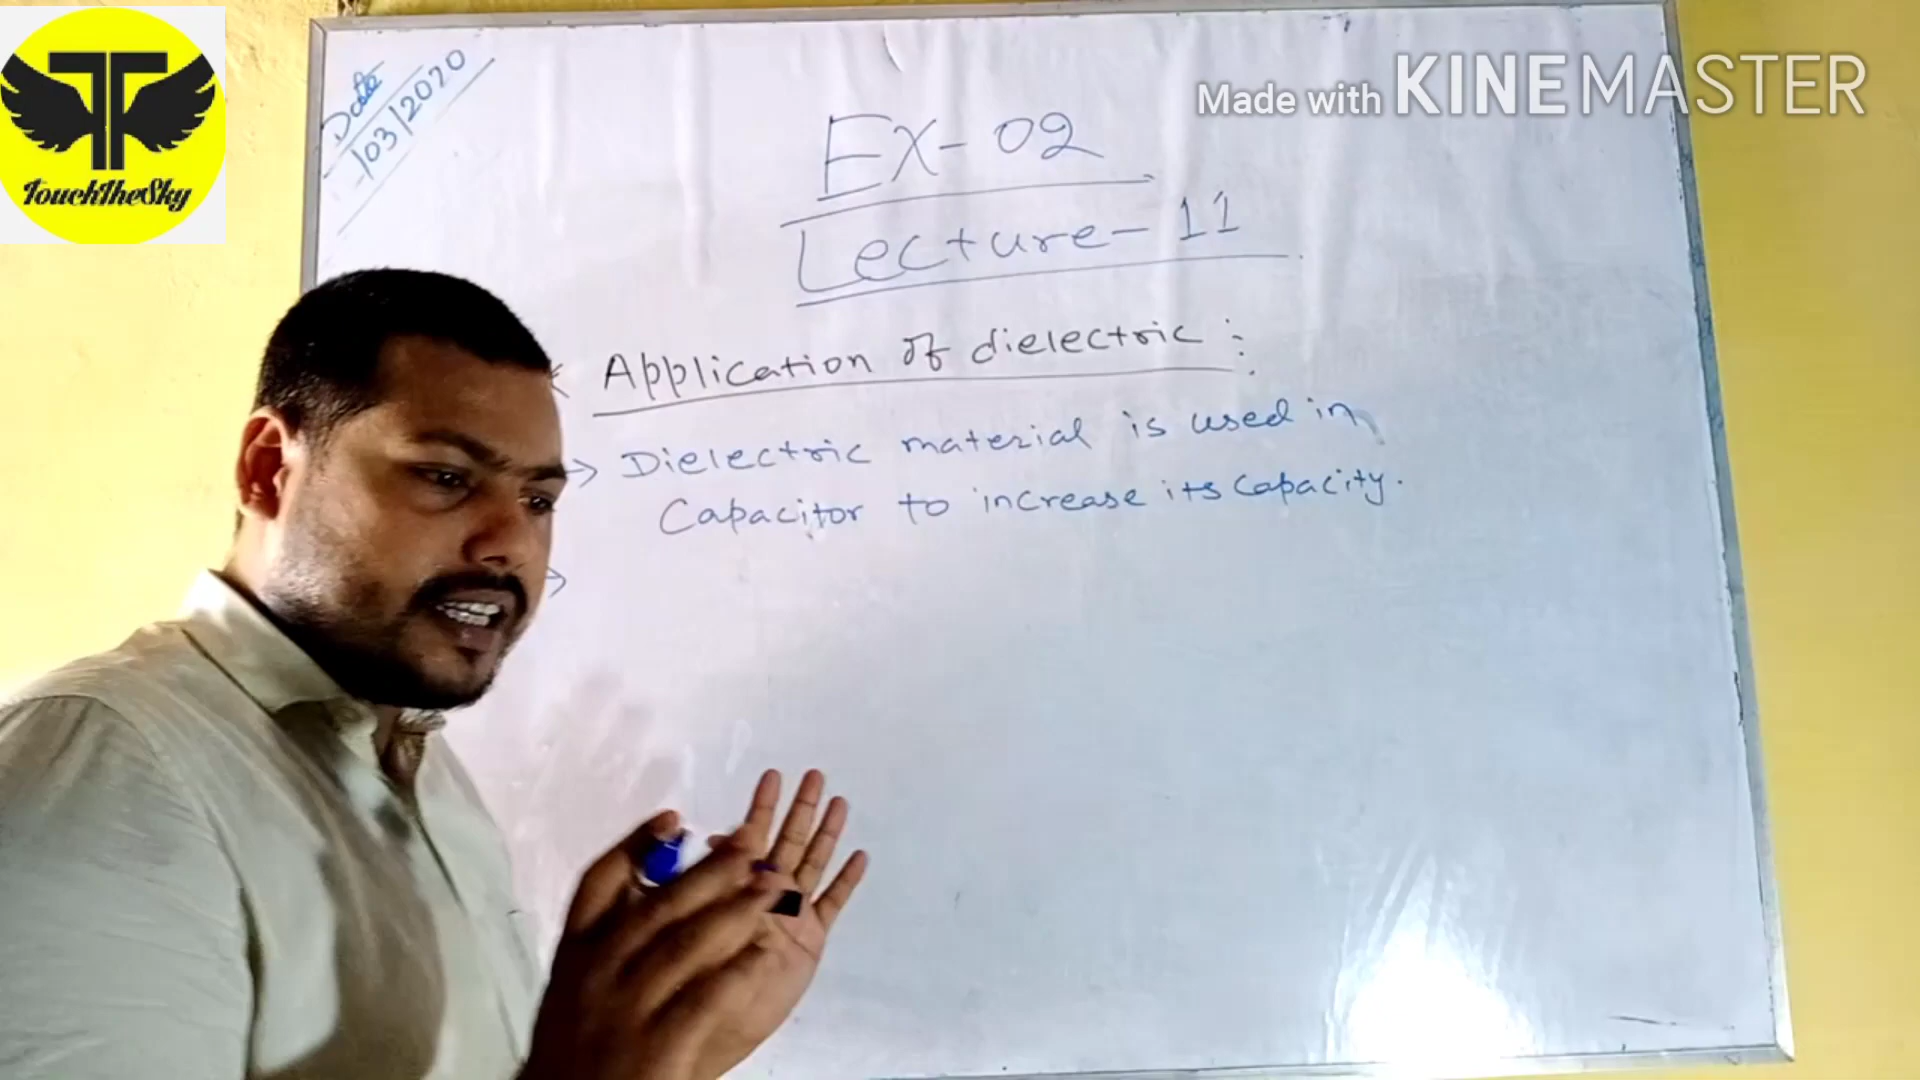 TouchTheSky
Made with KINEMASTER
Date
/03/2020
Ex-02
Lecture-11
Application of dielectric:
→ Dielectric material is used in
Capacitor to increase its capacity.
→